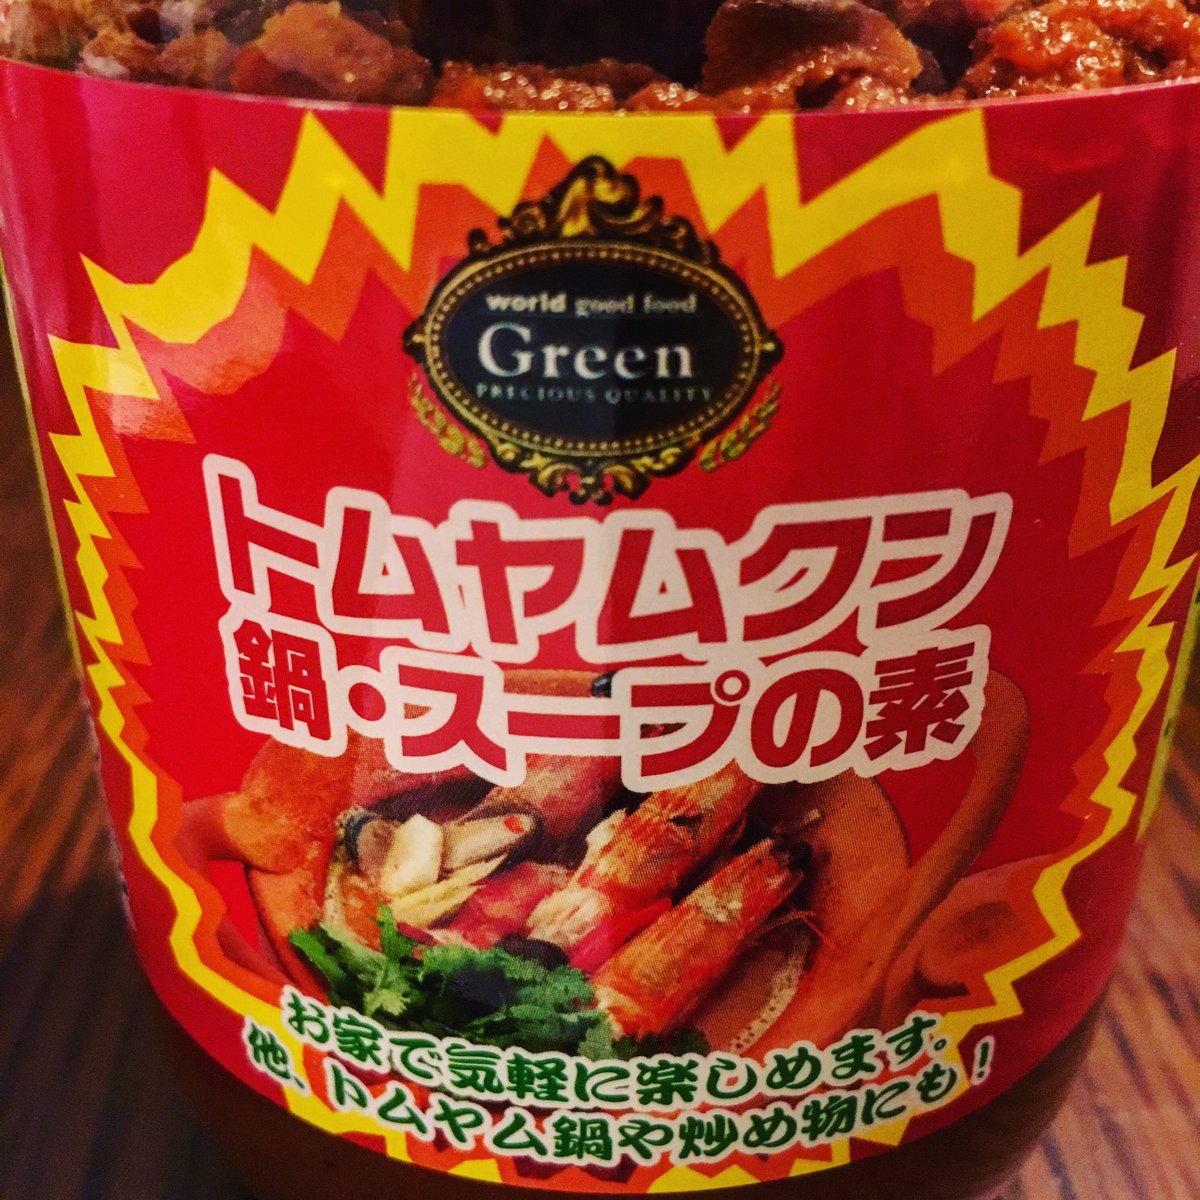 world good food
Green
PRECIOUS QUALITY
トムヤムクン
鍋・スープの素
お家で気軽に楽しめます。
他、トムヤム鍋や炒め物にも！